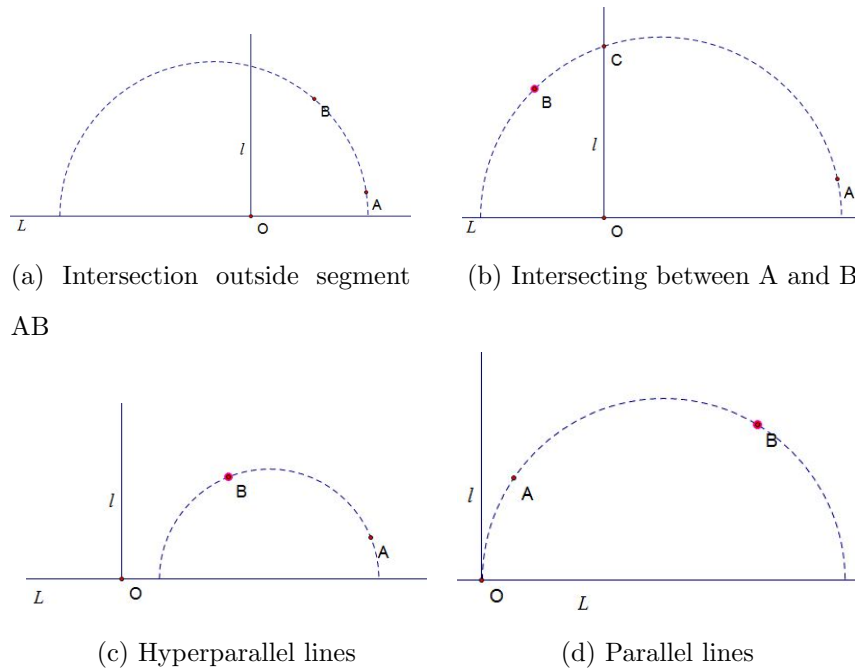 B
l
A
L
O
C
B
l
A
L
O
(a) Intersection outside segment
AB
(b) Intersecting between A and B
B
l
A
L
O
B
A
l
O
L
(c) Hyperparallel lines
(d) Parallel lines